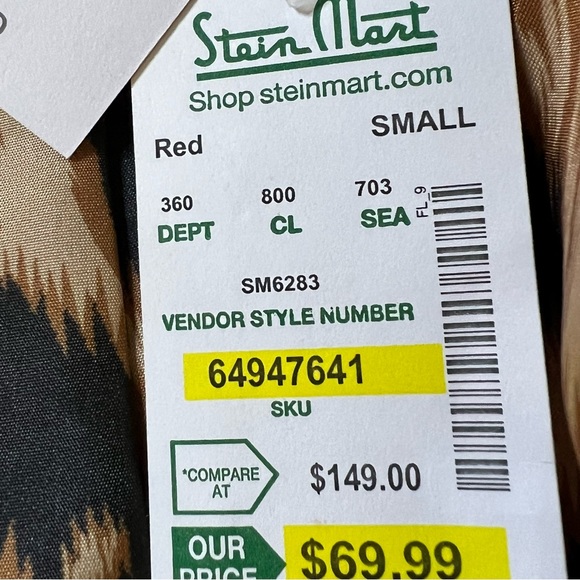 Stein Mart
Shop steinmart.com
Red SMALL
360 800 703
DEPT CL SEA
FL_9
SM6283
VENDOR STYLE NUMBER
64947641
SKU
*COMPARE
AT
$149.00
OUR
PRICE
$69.99